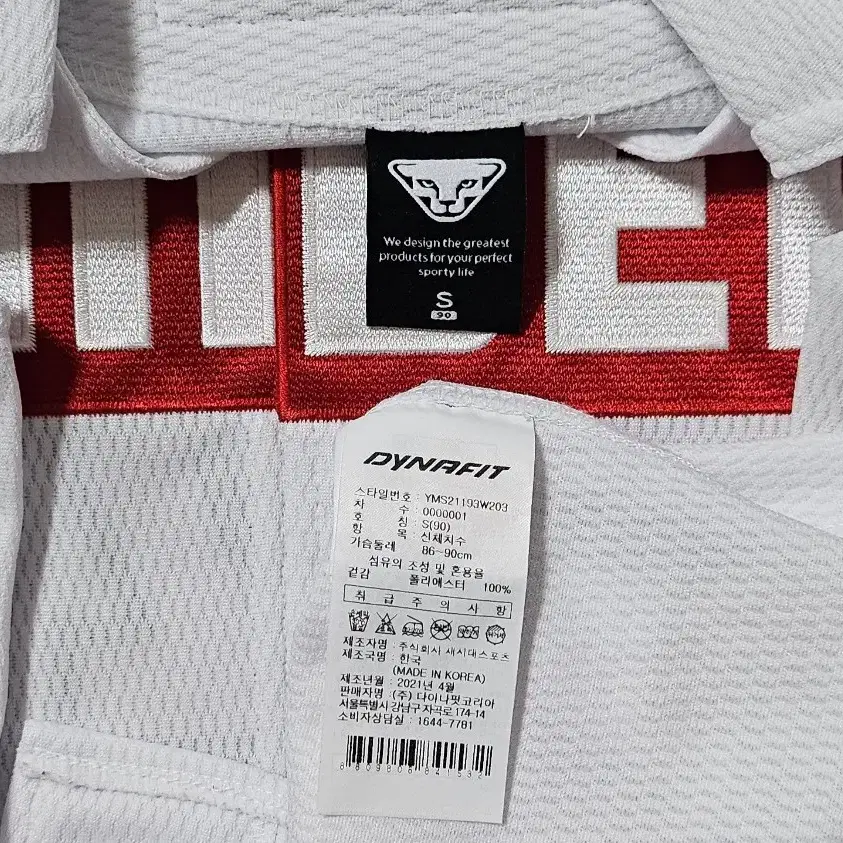 DE
We design the greatest
products for your perfect
sporty life
S
90
DYNAFIT
스타일번호 : YMS21193W203
차 수 : 0000001
호 칭 : S(90)
항 목 : 신체치수
가슴둘레 86~90cm
섬유의 조성 및 혼용율
겉감 폴리에스터 100%
취 급 주 의 사 항
제조자명 : 주식회사 새시대스포츠
제조국명 : 한국
(MADE IN KOREA)
제조년월 : 2021년 4월
판매자명 : (주) 다이나핏코리아
서울특별시 강남구 자곡로 174-14
소비자상담실 : 1644-7781
8809808841532